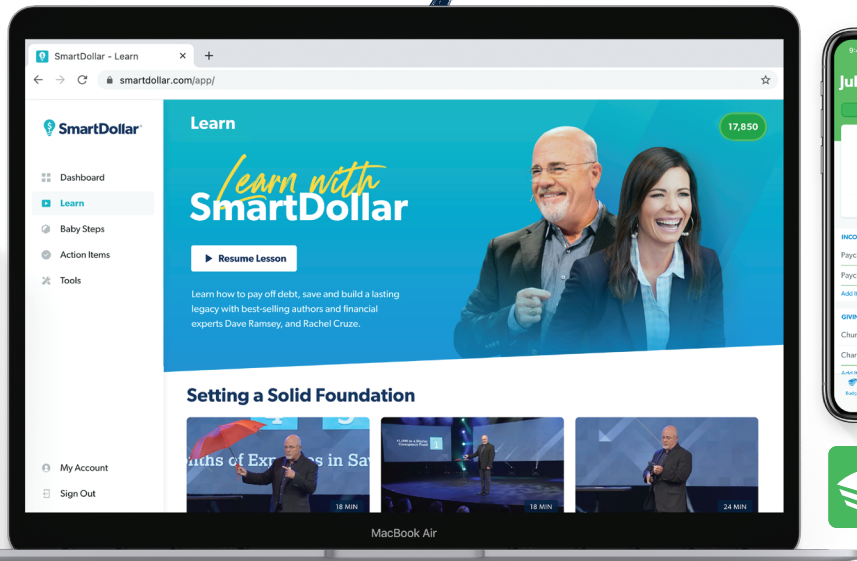 SmartDollar - Learn
smartdollar.com/app/
SmartDollar
Dashboard
Learn
Baby Steps
Action Items
Tools
My Account
Sign Out
Learn
17,850
Learn with
SmartDollar
Resume Lesson
Learn how to pay off debt, save and build a lasting
legacy with best-selling authors and financial
experts Dave Ramsey, and Rachel Cruze.
Setting a Solid Foundation
18 MIN
18 MIN
24 MIN
MacBook Air